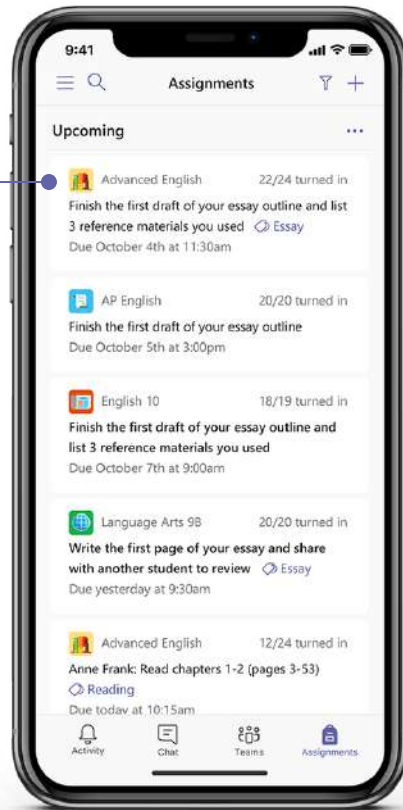 9:41
Assignments
Upcoming
Advanced English 22/24 turned in
Finish the first draft of your essay outline and list
3 reference materials you used Essay
Due October 4th at 11:30am
AP English 20/20 turned in
Finish the first draft of your essay outline
Due October 5th at 3:00pm
English 10 18/19 turned in
Finish the first draft of your essay outline and
list 3 reference materials you used
Due October 7th at 9:00am
Language Arts 9B 20/20 turned in
Write the first page of your essay and share
with another student to review Essay
Due yesterday at 9:30am
Advanced English 12/24 turned in
Anne Frank: Read chapters 1-2 (pages 3-53)
Reading
Due today at 10:15am
Activity Chat Teams Assignments